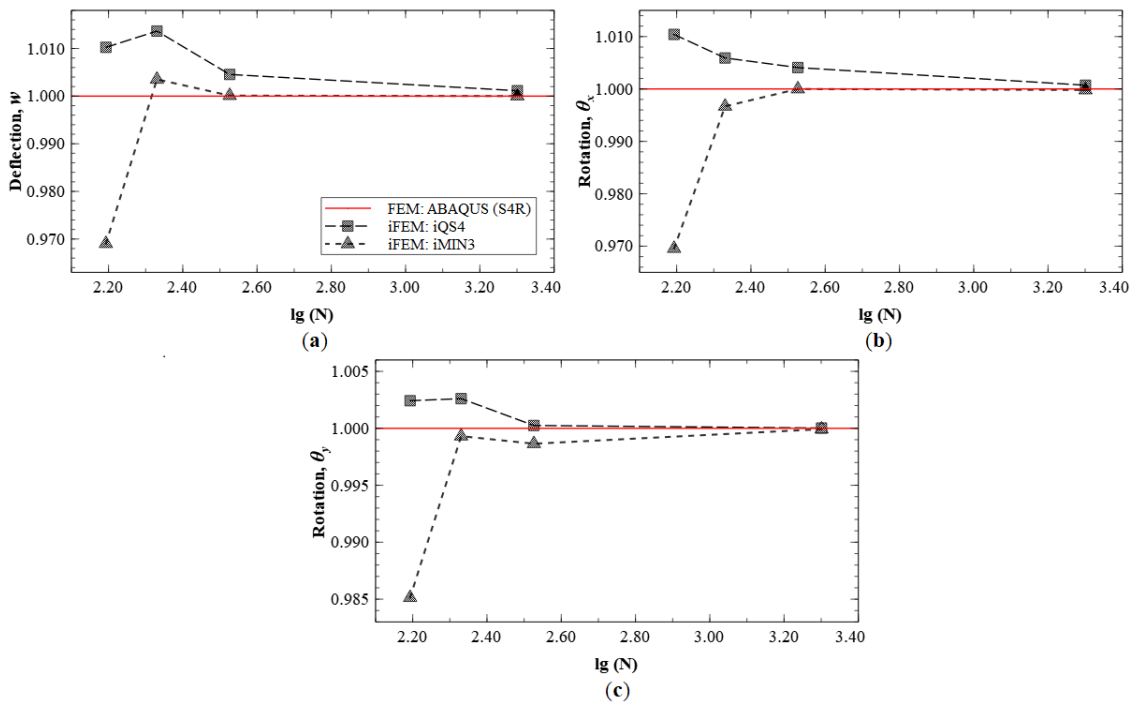 1.010
1.000
0.990
0.980
0.970
Deflection, w
FEM: ABAQUS (S4R)
iFEM: iQS4
iFEM: iMIN3
2.20 2.40 2.60 2.80 3.00 3.20 3.40
lg (N)
(a)
1.010
1.000
0.990
0.980
0.970
Rotation, θx
2.20 2.40 2.60 2.80 3.00 3.20 3.40
lg (N)
(b)
1.005
1.000
0.995
0.990
0.985
Rotation, θy
2.20 2.40 2.60 2.80 3.00 3.20 3.40
lg (N)
(c)